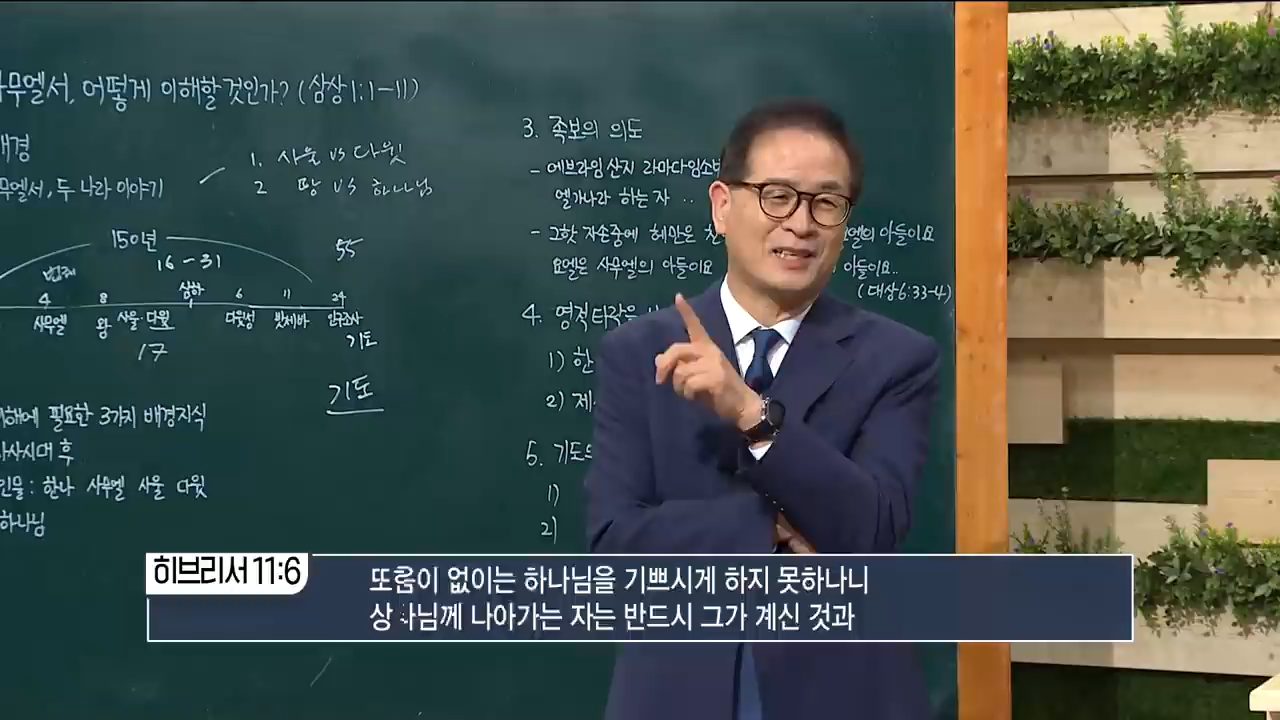 사무엘서, 어떻게 이해할 것인가? (삼상 1:1-11)
배경
무엘서, 두 나라 이야기
1. 사울 vs 다윗
2 땅 vs 하나님
150년
16-31
55
4 8 삼하 6 11 24
사무엘 왕 사울·다윗 다윗성 밧세바 인구조사
17
기도
기도
이해에 필요한 3가지 배경지식
사사시대 후
인물: 한나 사무엘 사울 다윗
하나님
3. 족보의 의도
- 에브라임 산지 라마다임소
엘가나라 하는 자 ..
- 그핫 자손중에 헤만은 찬 요엘의 아들이요
요엘은 사무엘의 아들이요 아들이요..
(대상6:33-4)
4. 영적타락은
1) 한
2) 제
5. 기도의
1)
2)
히브리서 11:6
또 없이는 하나님을 기쁘시게 하지 못하나니
상 나님께 나아가는 자는 반드시 그가 계신 것과